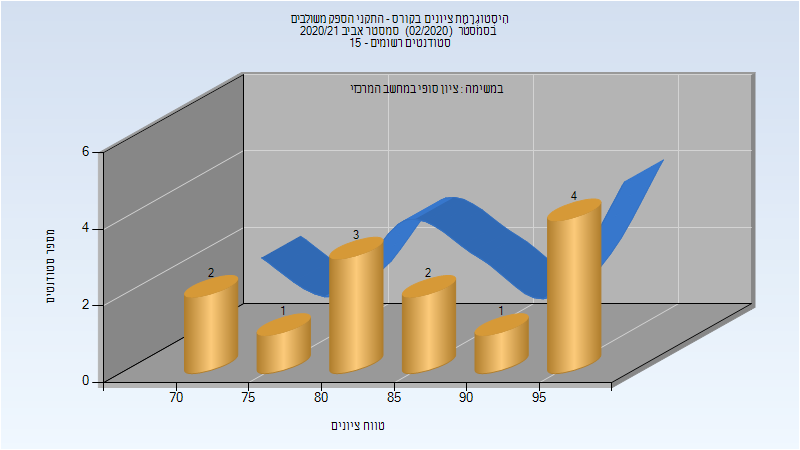 היסטוגרמת ציונים בקורס - התקני הספק משולבים
בסמסטר (02/2020) סמסטר אביב 2020/21
סטודנטים רשומים - 15
במשימה : ציון סופי במחשב המרכזי
מספר סטודנטים
6
4
2
0
2
1
3
2
1
4
70
75
80
85
90
95
טווח ציונים